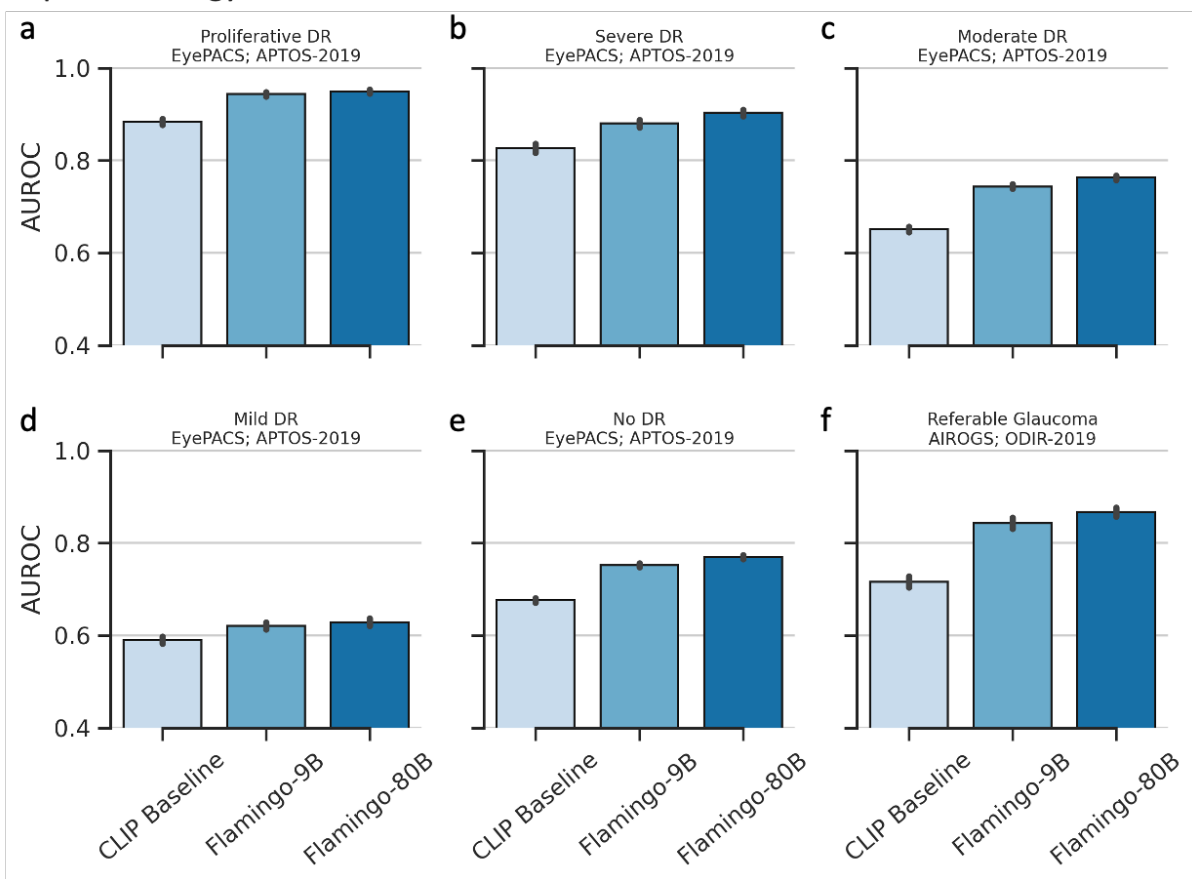 a
Proliferative DR
EyePACS; APTOS-2019
b
Severe DR
EyePACS; APTOS-2019
c
Moderate DR
EyePACS; APTOS-2019
1.0
0.8
0.6
0.4
AUROC
d
Mild DR
EyePACS; APTOS-2019
e
No DR
EyePACS; APTOS-2019
f
Referable Glaucoma
AIROGS; ODIR-2019
1.0
0.8
0.6
0.4
AUROC
CLIP Baseline
Flamingo-9B
Flamingo-80B
CLIP Baseline
Flamingo-9B
Flamingo-80B
CLIP Baseline
Flamingo-9B
Flamingo-80B